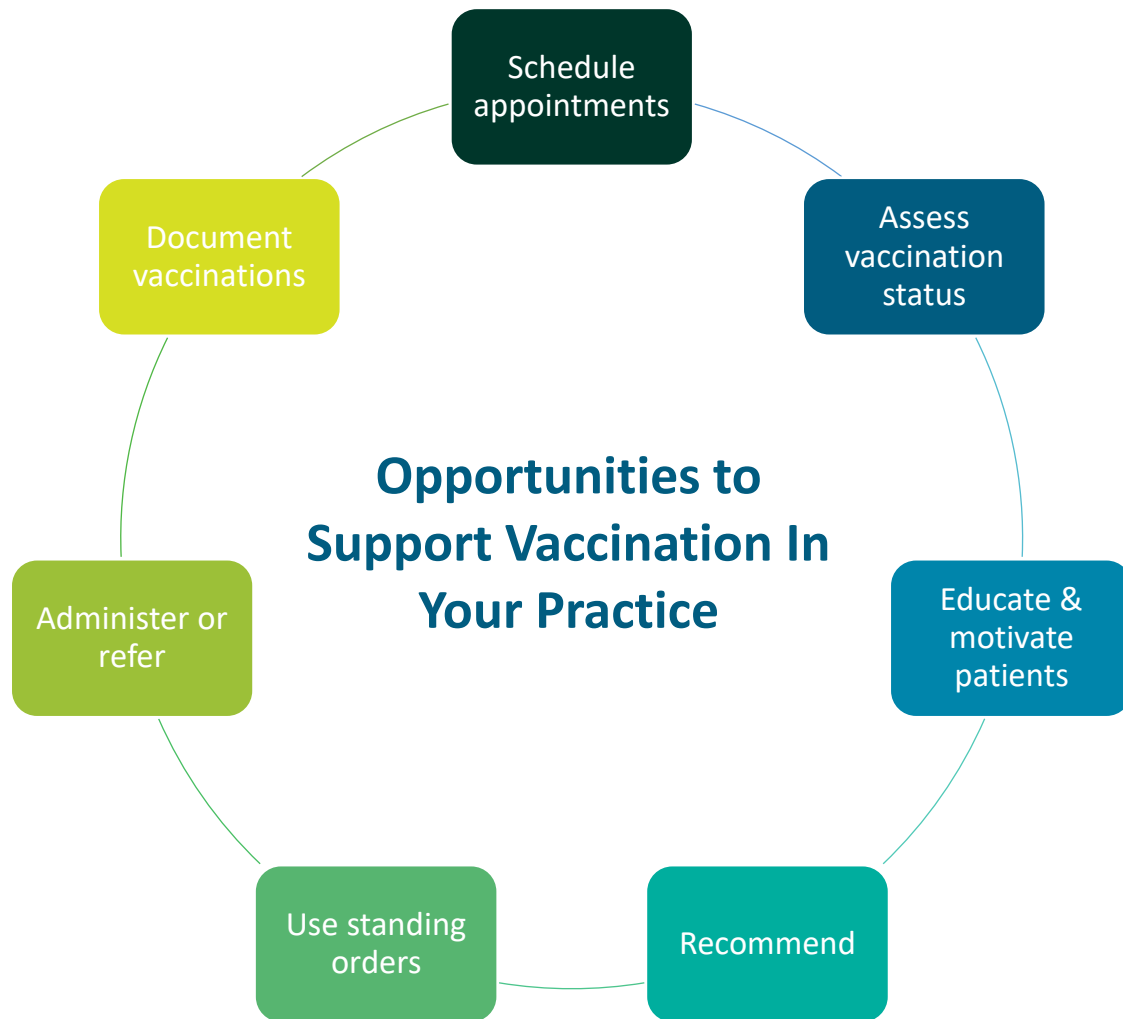 Schedule
appointments
Assess
vaccination
status
Educate &
motivate
patients
Recommend
Use standing
orders
Administer or
refer
Document
vaccinations
Opportunities to
Support Vaccination In
Your Practice